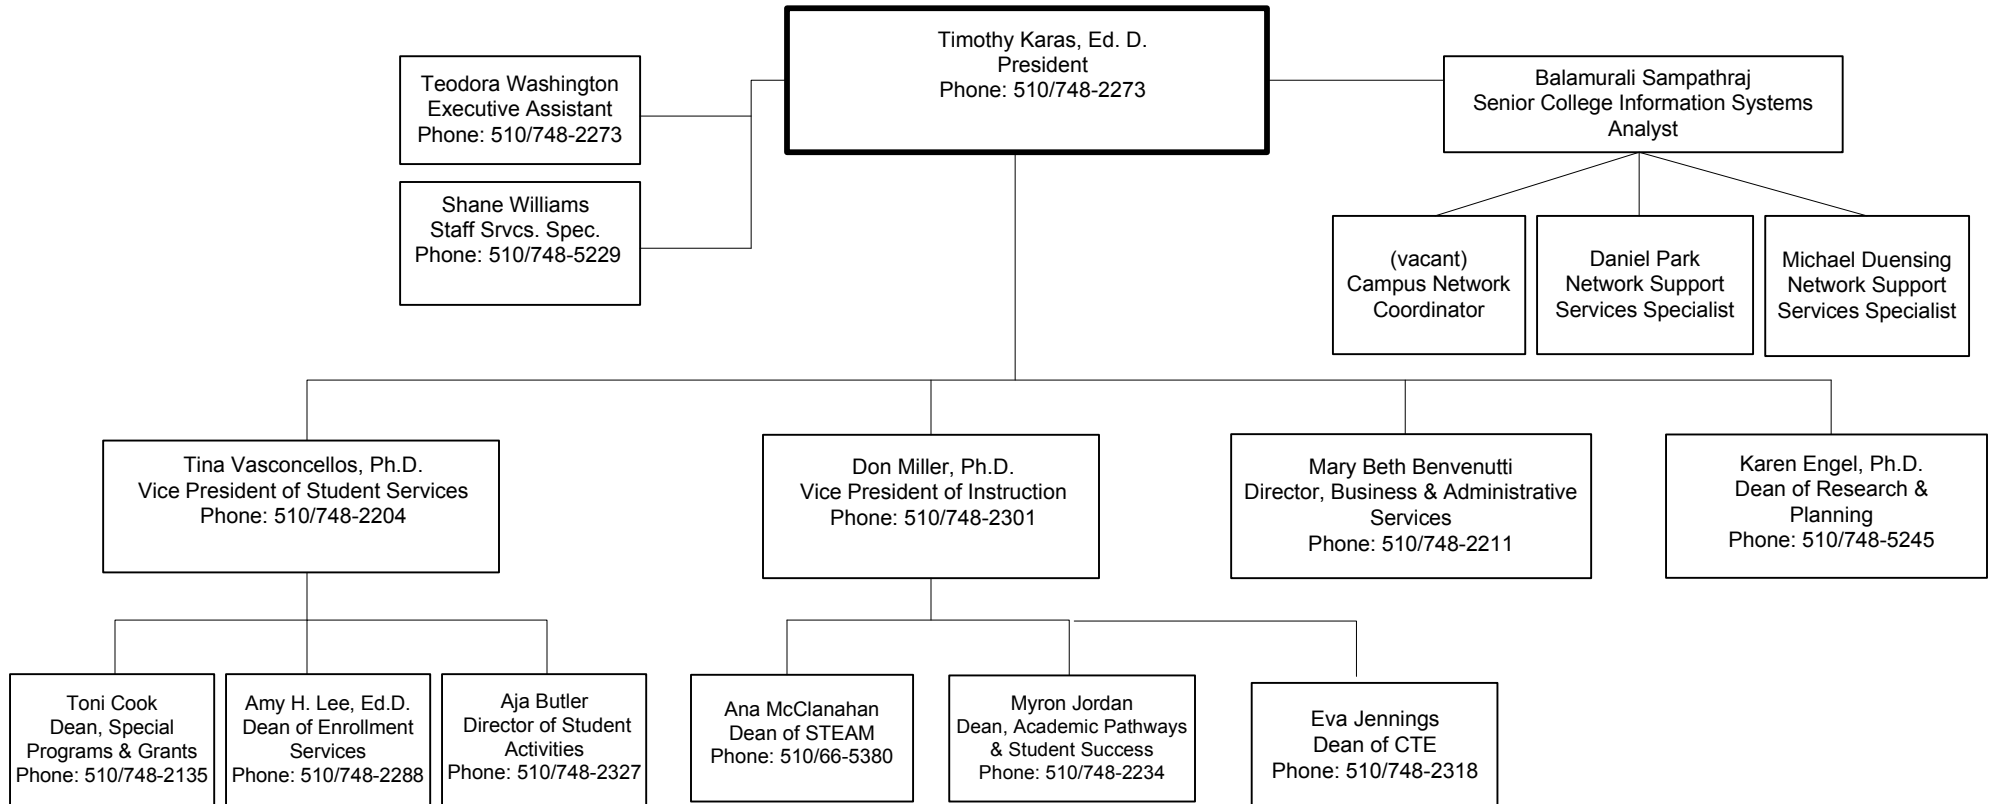 Timothy Karas, Ed. D.
President
Phone: 510/748-2273
Teodora Washington
Executive Assistant
Phone: 510/748-2273
Shane Williams
Staff Srvcs. Spec.
Phone: 510/748-5229
Balamurali Sampathraj
Senior College Information Systems
Analyst
(vacant)
Campus Network
Coordinator
Daniel Park
Network Support
Services Specialist
Michael Duensing
Network Support
Services Specialist
Tina Vasconcellos, Ph.D.
Vice President of Student Services
Phone: 510/748-2204
Don Miller, Ph.D.
Vice President of Instruction
Phone: 510/748-2301
Mary Beth Benvenutti
Director, Business & Administrative
Services
Phone: 510/748-2211
Karen Engel, Ph.D.
Dean of Research &
Planning
Phone: 510/748-5245
Toni Cook
Dean, Special
Programs & Grants
Phone: 510/748-2135
Amy H. Lee, Ed.D.
Dean of Enrollment
Services
Phone: 510/748-2288
Aja Butler
Director of Student
Activities
Phone: 510/748-2327
Ana McClanahan
Dean of STEAM
Phone: 510/66-5380
Myron Jordan
Dean, Academic Pathways
& Student Success
Phone: 510/748-2234
Eva Jennings
Dean of CTE
Phone: 510/748-2318